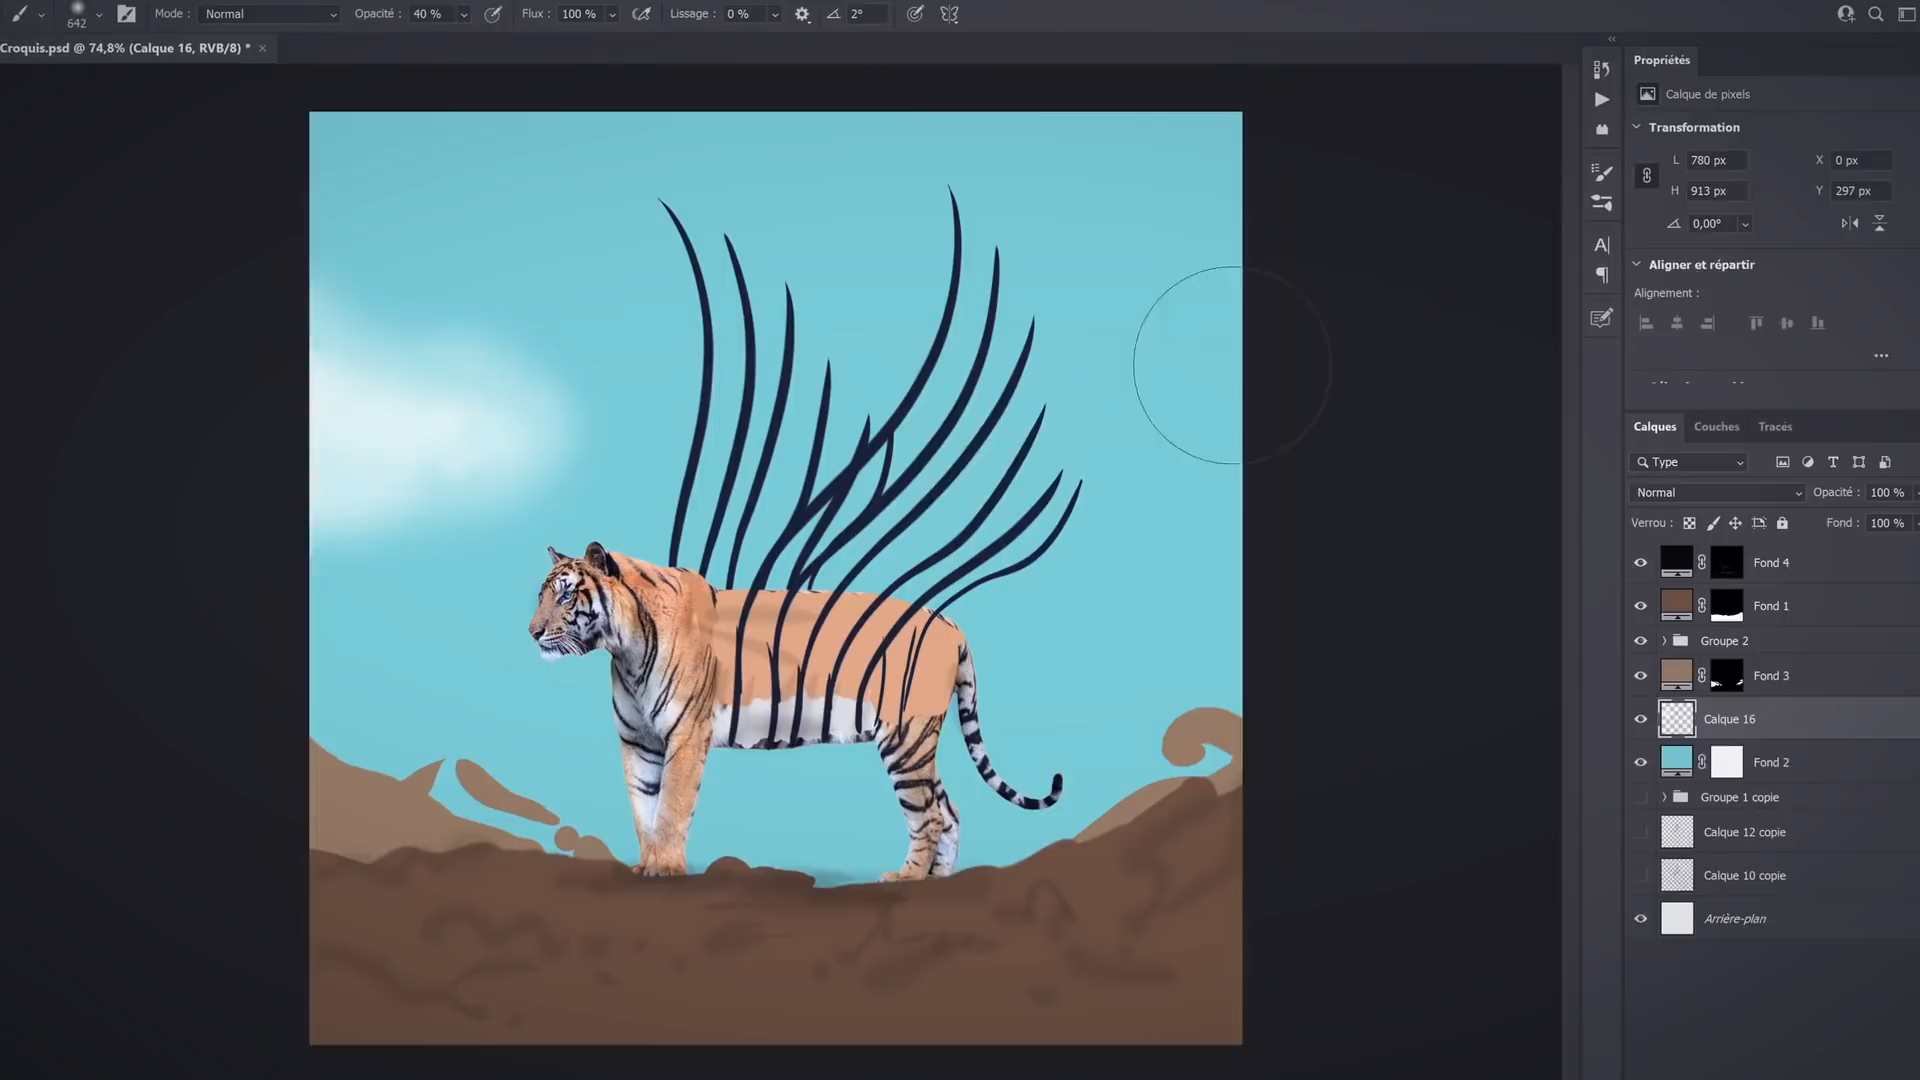 642
Mode : Normal
Opacité : 40 %
Flux : 100 %
Lissage : 0 %
2°
Croquis.psd @ 74,8% (Calque 16, RVB/8) *
Propriétés
Calque de pixels
Transformation
L 780 px
X 0 px
H 913 px
Y 297 px
0,00°
Aligner et répartir
Alignement :
Calques
Couches
Tracés
Type
Normal
Opacité : 100 %
Verrou :
Fond : 100 %
Fond 4
Fond 1
Groupe 2
Fond 3
Calque 16
Fond 2
Groupe 1 copie
Calque 12 copie
Calque 10 copie
Arrière-plan